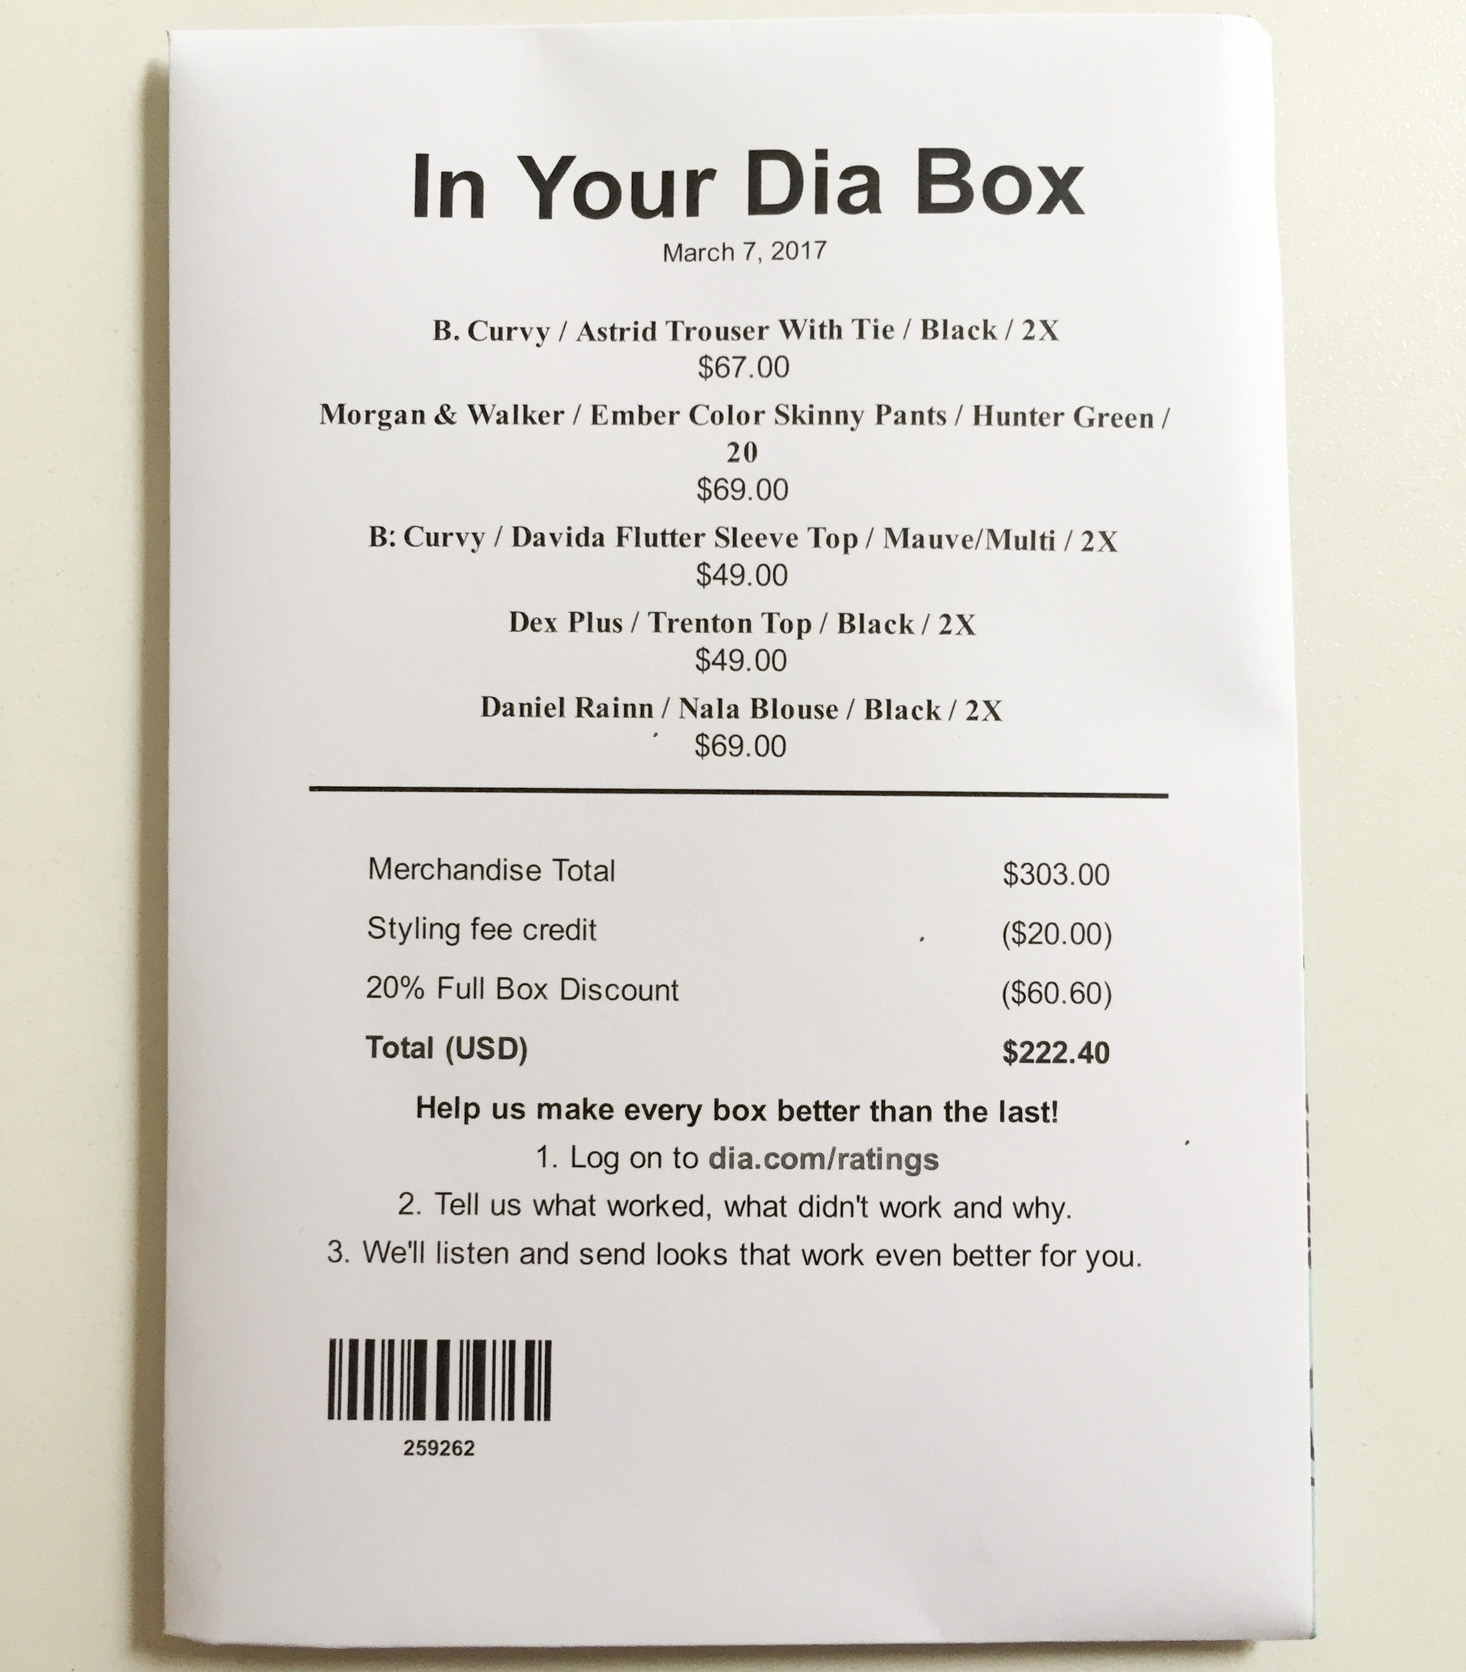 In Your Dia Box
March 7, 2017
B. Curvy / Astrid Trouser With Tie / Black / 2X
$67.00
Morgan & Walker / Ember Color Skinny Pants / Hunter Green /
20
$69.00
B: Curvy / Davida Flutter Sleeve Top / Mauve/Multi / 2X
$49.00
Dex Plus / Trenton Top / Black / 2X
$49.00
Daniel Rainn / Nala Blouse / Black / 2X
$69.00
Merchandise Total $303.00
Styling fee credit ($20.00)
20% Full Box Discount ($60.60)
Total (USD) $222.40
Help us make every box better than the last!
1. Log on to dia.com/ratings
2. Tell us what worked, what didn't work and why.
3. We'll listen and send looks that work even better for you.
259262